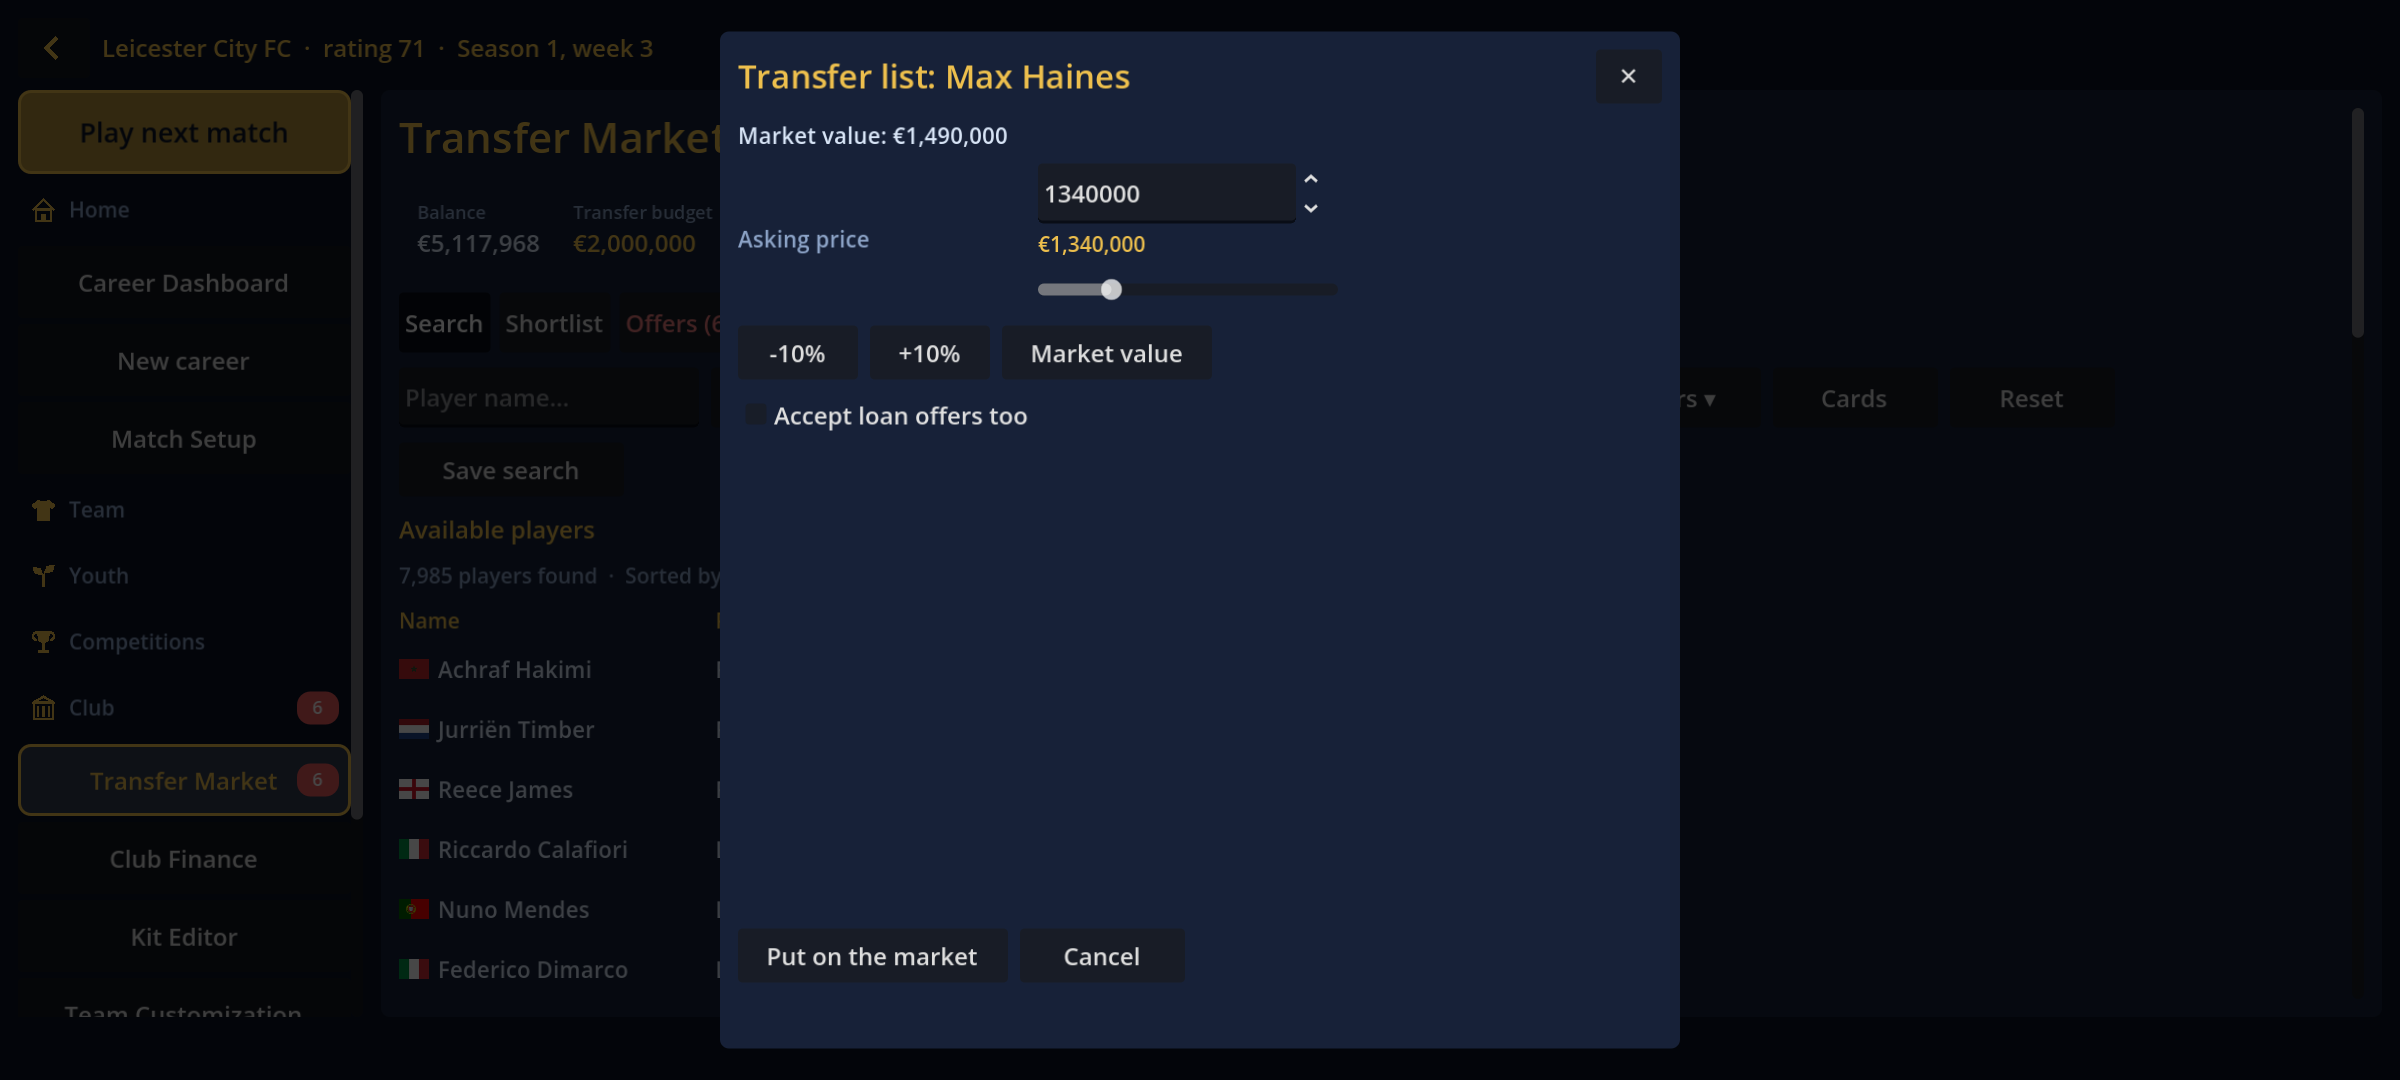 Leicester City FC · rating 71 · Season 1, week 3
Play next match
Home
Career Dashboard
New career
Match Setup
Team
Youth
Competitions
Club 6
Transfer Market 6
Club Finance
Kit Editor
Team Customization
Transfer Market
Balance
€5,117,968
Transfer budget
€2,000,000
Search
Shortlist
Offers (6
Player name...
Cards
Reset
Save search
Available players
7,985 players found · Sorted by
Name
Achraf Hakimi
Jurriën Timber
Reece James
Riccardo Calafiori
Nuno Mendes
Federico Dimarco
Transfer list: Max Haines
Market value: €1,490,000
Asking price
1340000
€1,340,000
-10%
+10%
Market value
Accept loan offers too
Put on the market
Cancel